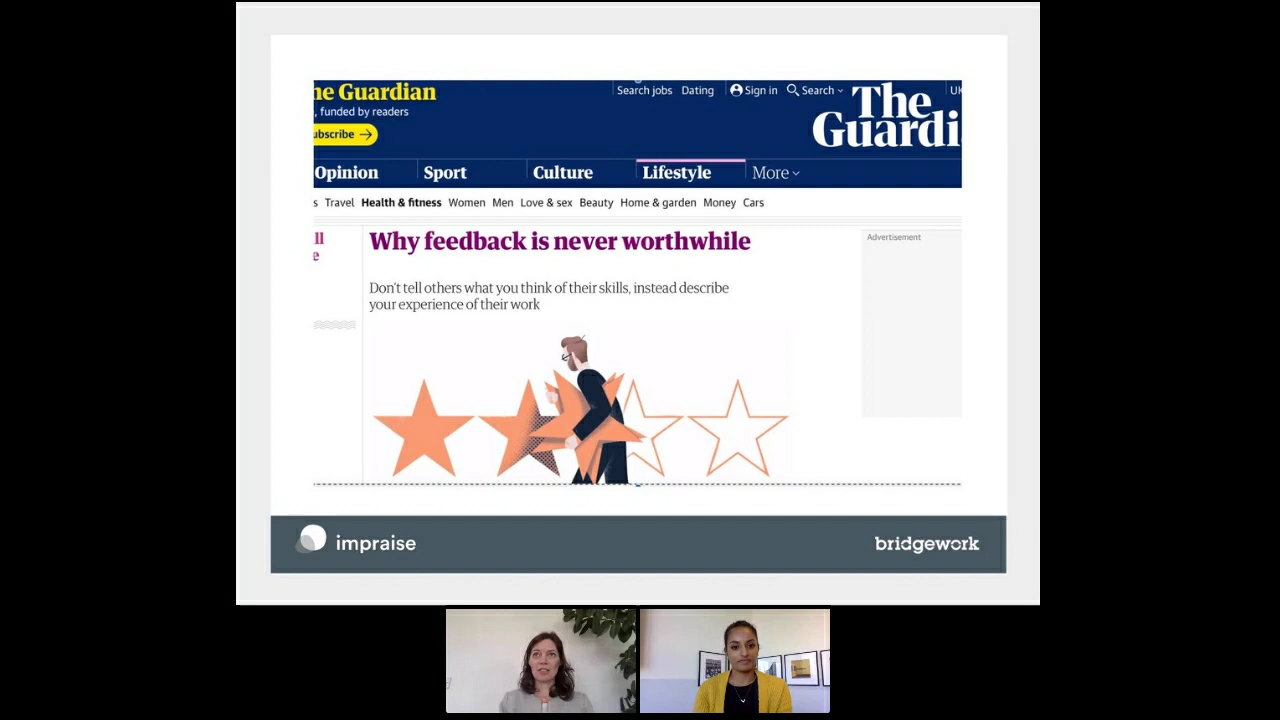 he Guardian
, funded by readers
ubscribe →
Search jobs Dating Sign in Search UK
The
Guardi
Opinion Sport Culture Lifestyle More
s Travel Health & fitness Women Men Love & sex Beauty Home & garden Money Cars
ll
e
Why feedback is never worthwhile
Advertisement
Don't tell others what you think of their skills, instead describe
your experience of their work
impraise
bridgework